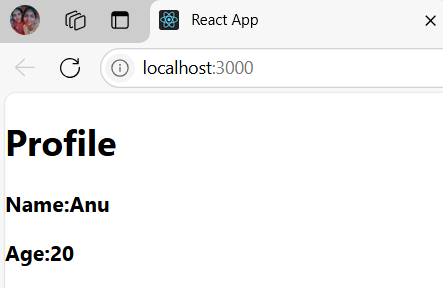 React App
localhost:3000
Profile
Name:Anu
Age:20